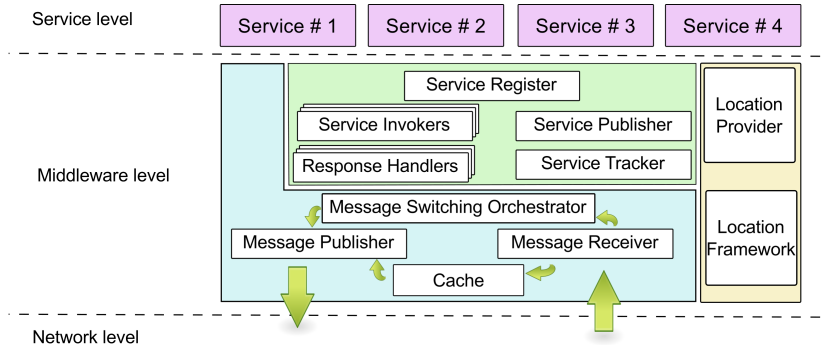 Service level
Service # 1
Service # 2
Service # 3
Service # 4
Middleware level
Service Register
Service Invokers
Service Publisher
Response Handlers
Service Tracker
Location
Provider
Message Switching Orchestrator
Message Publisher
Message Receiver
Cache
Location
Framework
Network level